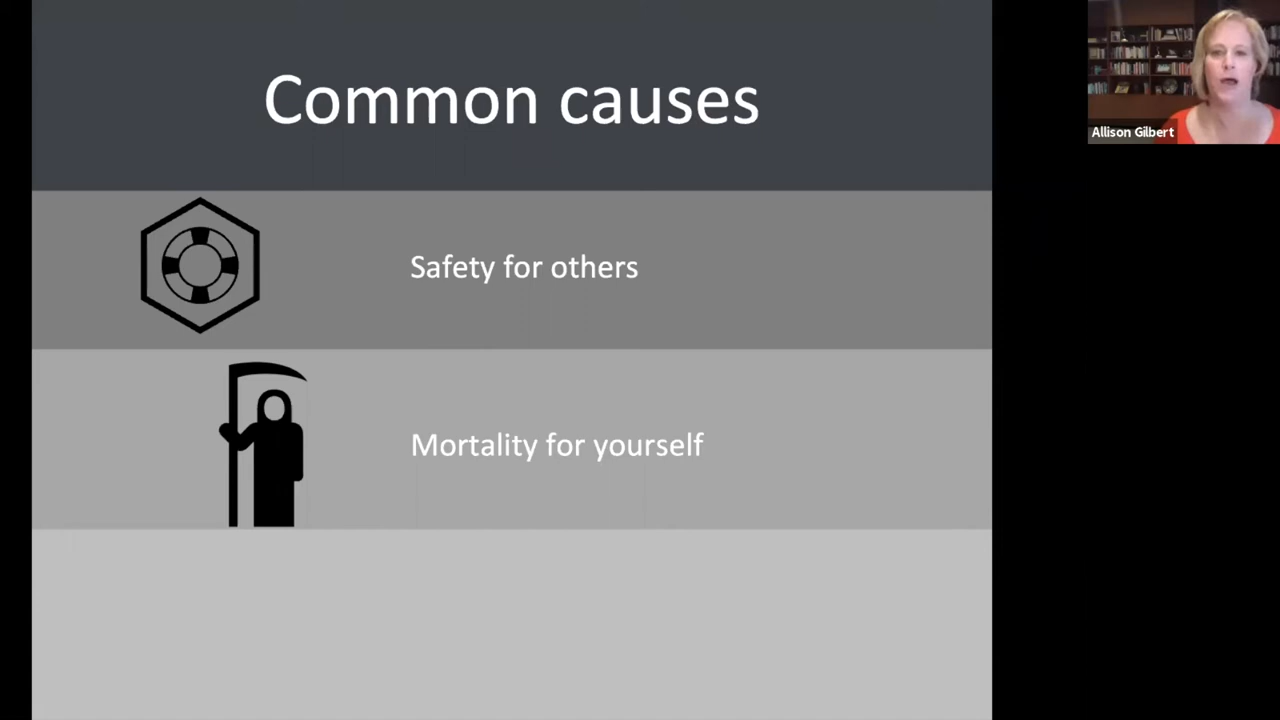 Common causes
Allison Gilbert
Safety for others
Mortality for yourself